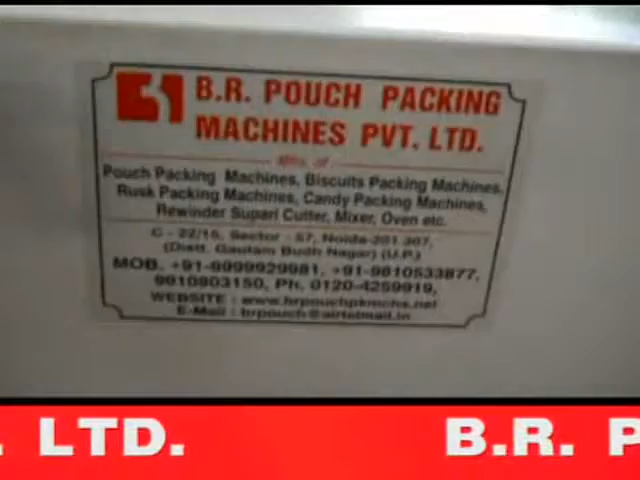 B.R. POUCH PACKING
MACHINES PVT. LTD.
Mfrs. of
Pouch Packing Machines, Biscuits Packing Machines,
Rusk Packing Machines, Candy Packing Machines,
Rewinder Supari Cutter, Mixer, Oven etc.
C - 22/15, Sector - 57, Noida-201 307,
(Distt. Gautam Budh Nagar) (U.P.)
MOB. +91-9999929981, +91-9810533877,
9910803150, Ph. 0120-4259919,
WEBSITE : www.brpouchpkmchs.net
E-Mail : brpouch@airtelmail.in
. LTD. B.R. P